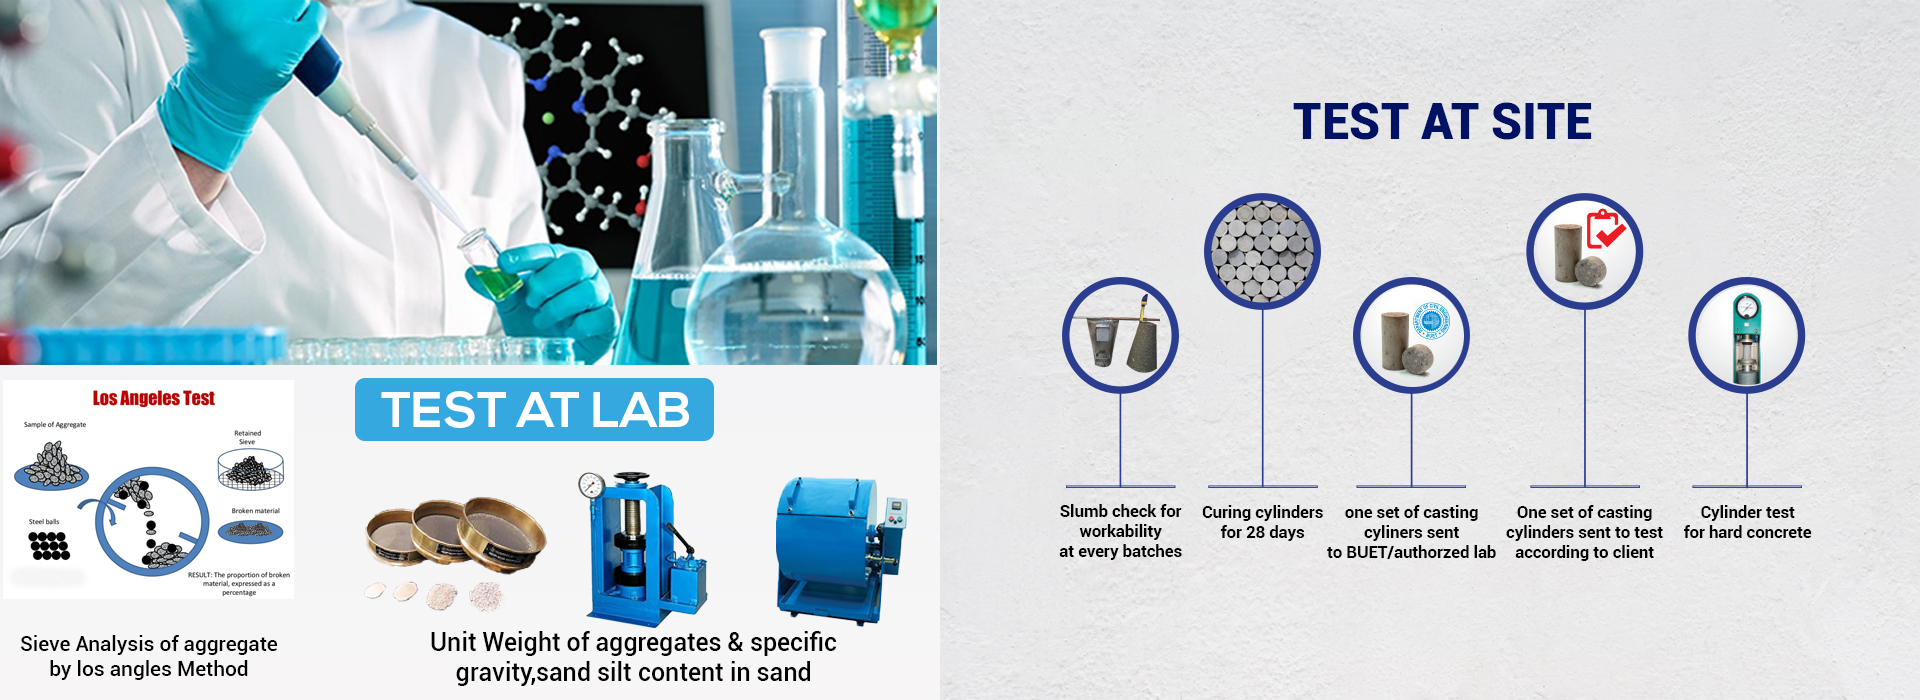 Los Angeles Test
Sample of Aggregate
Retained
Sieve
Steel balls
Broken material
RESULT: The proportion of broken
material, expressed as a
percentage
Sieve Analysis of aggregate
by los angles Method
TEST AT LAB
Unit Weight of aggregates & specific
gravity,sand silt content in sand
TEST AT SITE
Slumb check for
workability
at every batches
Curing cylinders
for 28 days
one set of casting
cyliners sent
to BUET/authorzed lab
One set of casting
cylinders sent to test
according to client
Cylinder test
for hard concrete